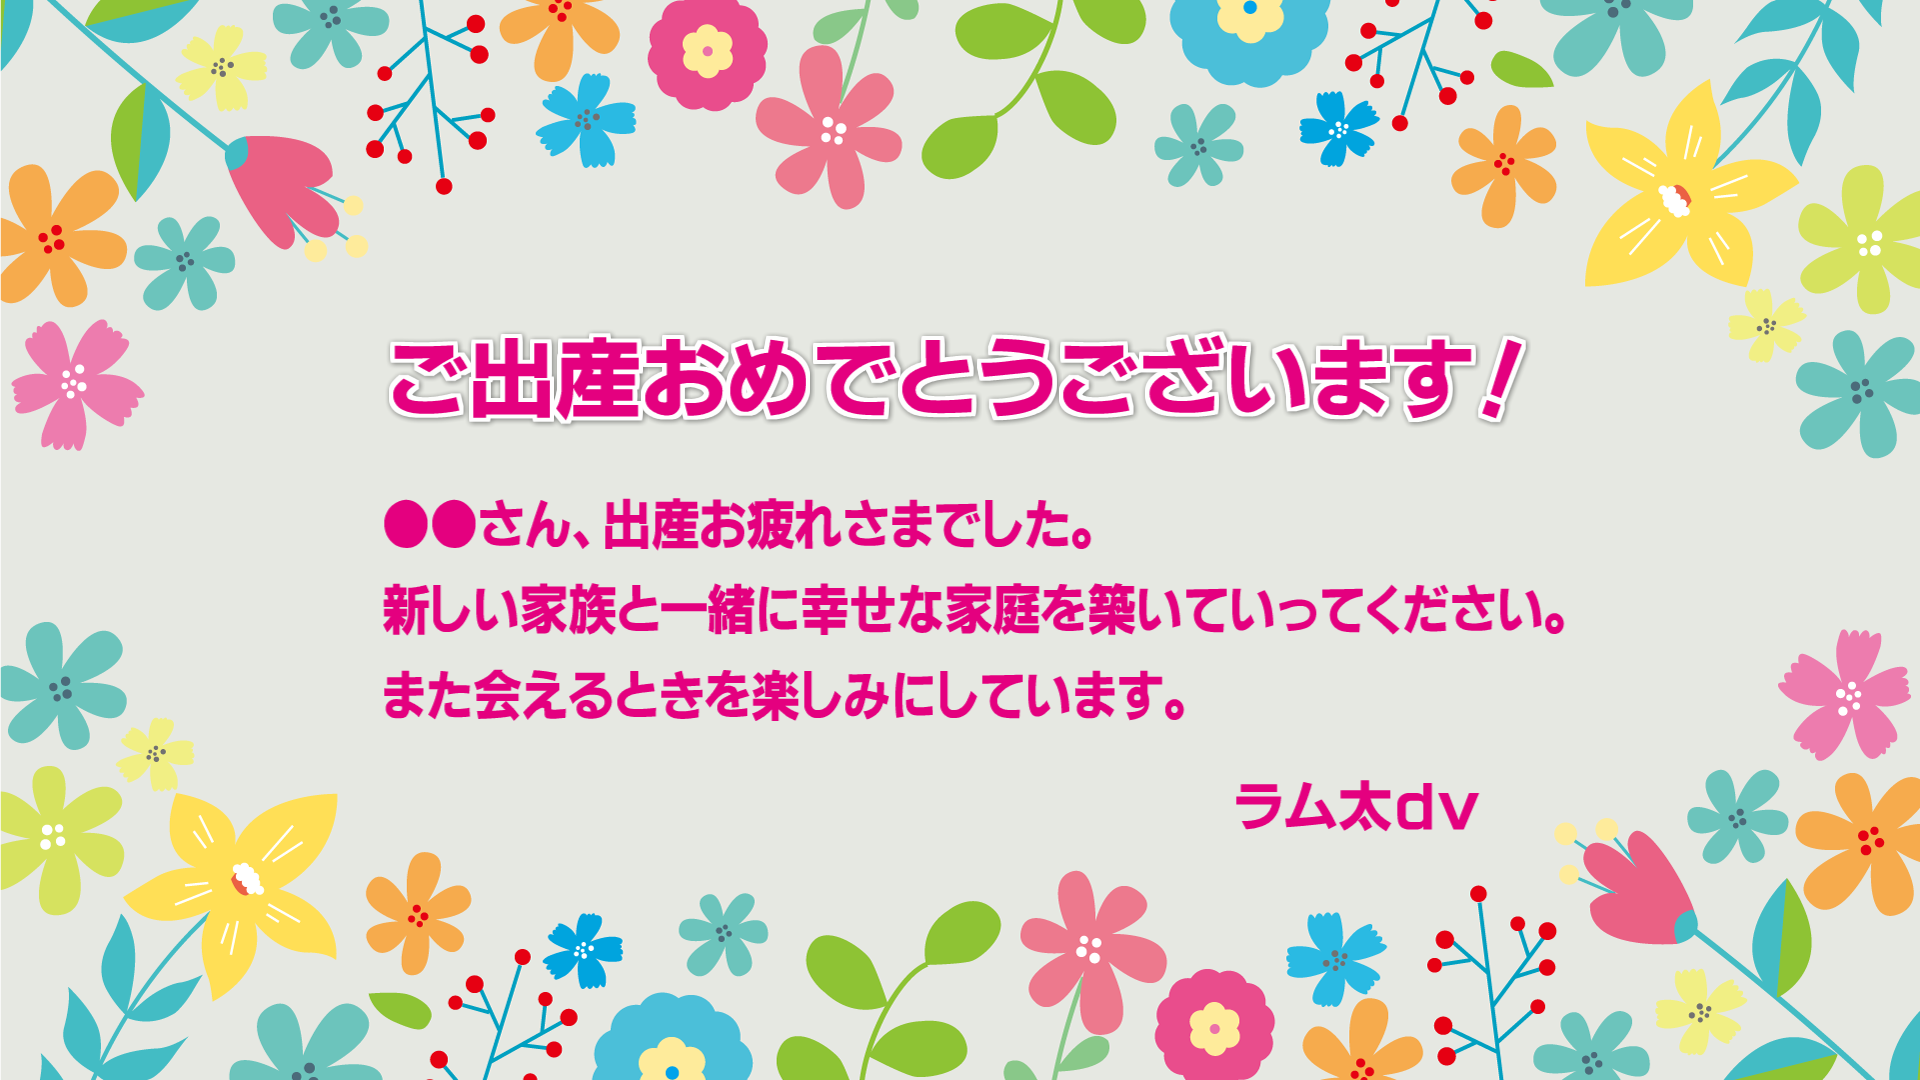 ご出産おめでとうございます！
●●さん、出産お疲れさまでした。
新しい家族と一緒に幸せな家庭を築いていってください。
また会えるときを楽しみにしています。
ラム太dv